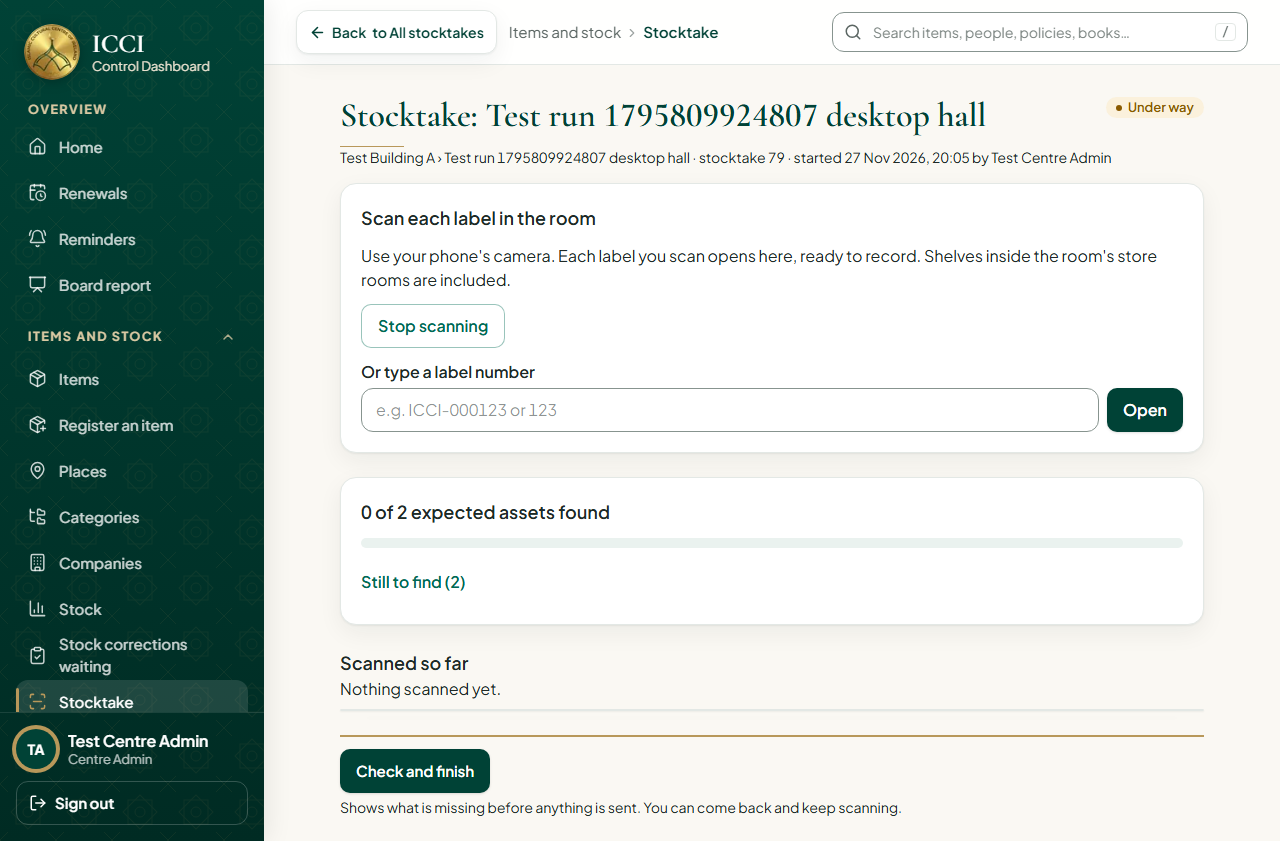 ICCI
Control Dashboard
OVERVIEW
Home
Renewals
Reminders
Board report
ITEMS AND STOCK
Items
Register an item
Places
Categories
Companies
Stock
Stock corrections
waiting
Stocktake
TA
Test Centre Admin
Centre Admin
Sign out
Back to All stocktakes
Items and stock › Stocktake
Search items, people, policies, books…
/
Stocktake: Test run 1795809924807 desktop hall
Under way
Test Building A › Test run 1795809924807 desktop hall · stocktake 79 · started 27 Nov 2026, 20:05 by Test Centre Admin
Scan each label in the room
Use your phone's camera. Each label you scan opens here, ready to record. Shelves inside the room's store
rooms are included.
Stop scanning
Or type a label number
e.g. ICCI-000123 or 123
Open
0 of 2 expected assets found
Still to find (2)
Scanned so far
Nothing scanned yet.
Check and finish
Shows what is missing before anything is sent. You can come back and keep scanning.